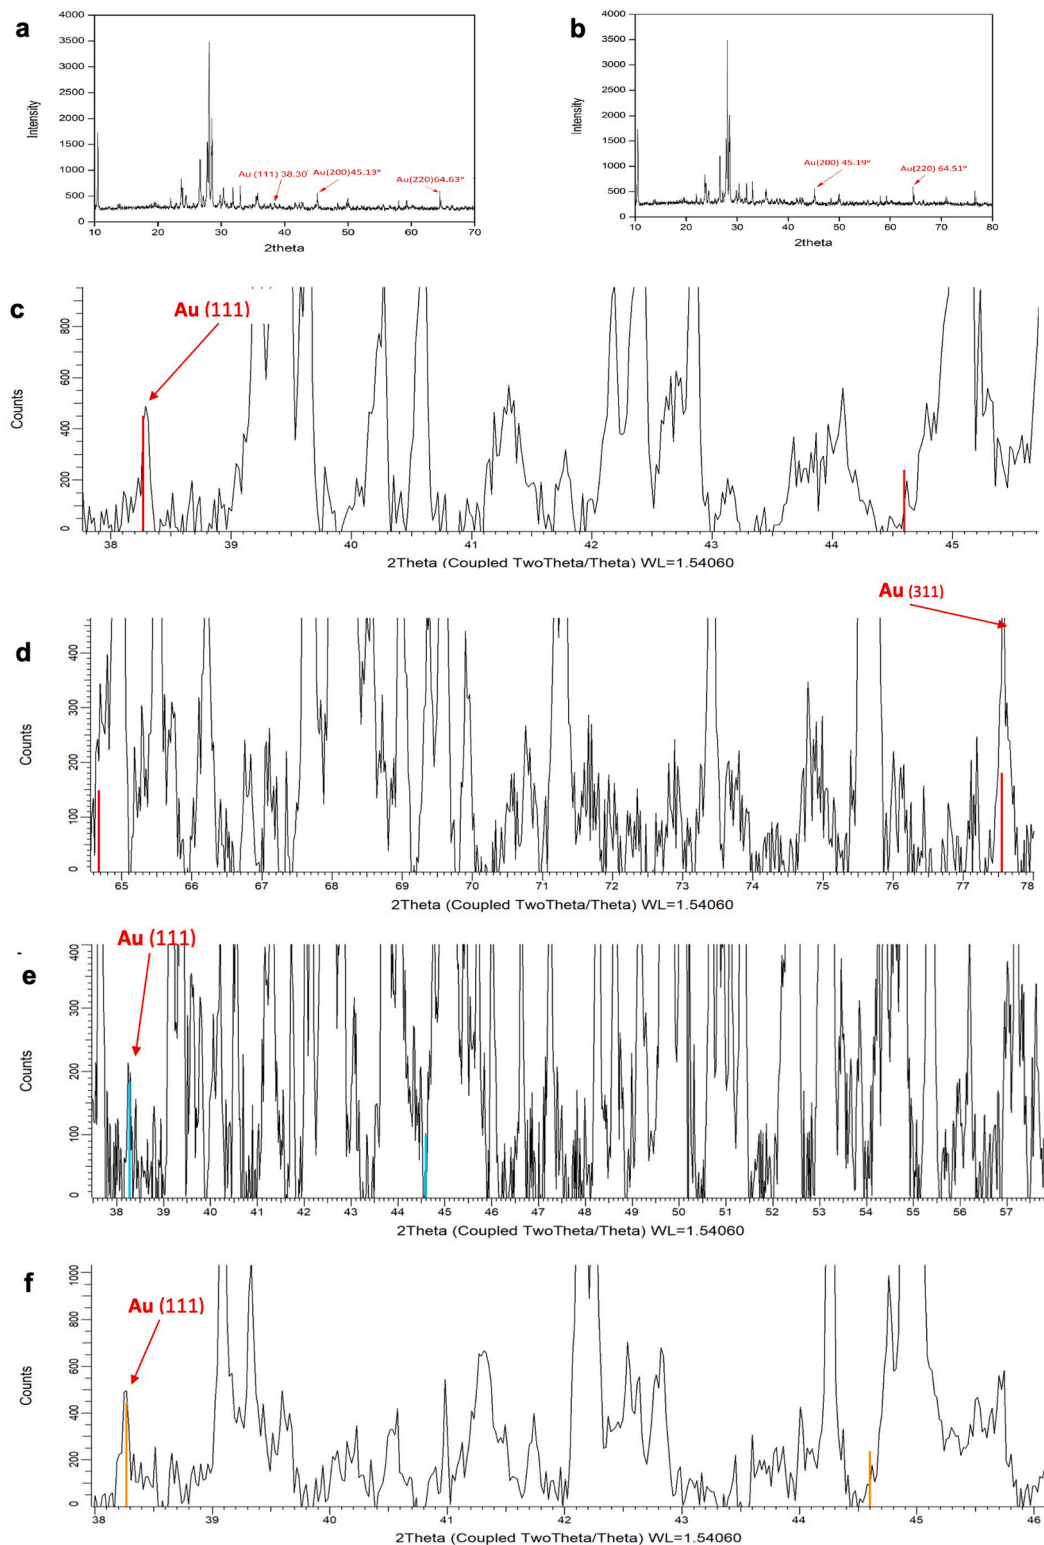 a
4000
3500
3000
2500
2000
1500
1000
500
0
Intensity
Au (111) 38.30
Au(200)45.13°
Au(220)64.63°
10 20 30 40 50 60 70
2theta
b
4000
3500
3000
2500
2000
1500
1000
500
0
Intensity
Au(200) 45.19°
Au(220) 64.51°
10 20 30 40 50 60 70 80
2theta
c
Au (111)
800
600
400
200
0
Counts
38 39 40 41 42 43 44 45
2Theta (Coupled TwoTheta/Theta) WL=1.54060
d
Au (311)
400
300
200
100
0
Counts
65 66 67 68 69 70 71 72 73 74 75 76 77 78
2Theta (Coupled TwoTheta/Theta) WL=1.54060
e
Au (111)
400
300
200
100
0
Counts
38 39 40 41 42 43 44 45 46 47 48 49 50 51 52 53 54 55 56 57
2Theta (Coupled TwoTheta/Theta) WL=1.54060
f
Au (111)
1000
800
600
400
200
0
Counts
38 39 40 41 42 43 44 45 46
2Theta (Coupled TwoTheta/Theta) WL=1.54060